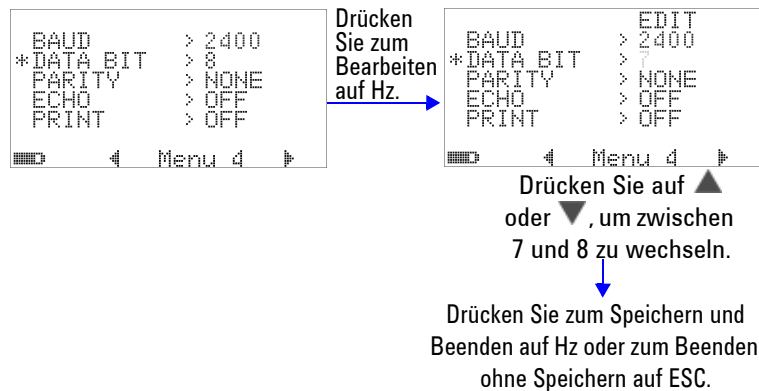 BAUD > 2400
*DATA BIT > 8
PARITY > NONE
ECHO > OFF
PRINT > OFF
Menu 4
Drücken
Sie zum
Bearbeiten
auf Hz.
EDIT
BAUD > 2400
*DATA BIT > 7
PARITY > NONE
ECHO > OFF
PRINT > OFF
Menu 4
Drücken Sie auf ▲
oder ▼, um zwischen
7 und 8 zu wechseln.
Drücken Sie zum Speichern und
Beenden auf Hz oder zum Beenden
ohne Speichern auf ESC.